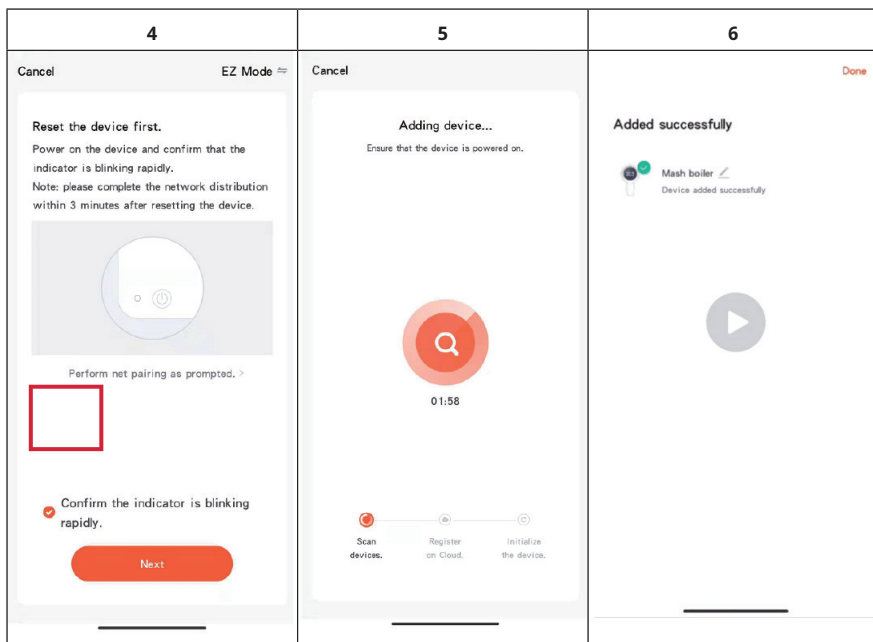 4
5
6
Cancel
EZ Mode
Reset the device first.
Power on the device and confirm that the
indicator is blinking rapidly.
Note: please complete the network distribution
within 3 minutes after resetting the device.
Perform net pairing as prompted. >
Confirm the indicator is blinking
rapidly.
Next
Cancel
Adding device...
Ensure that the device is powered on.
01:58
Scan
devices.
Register
on Cloud.
Initialize
the device.
Done
Added successfully
Mash boiler
Device added successfully